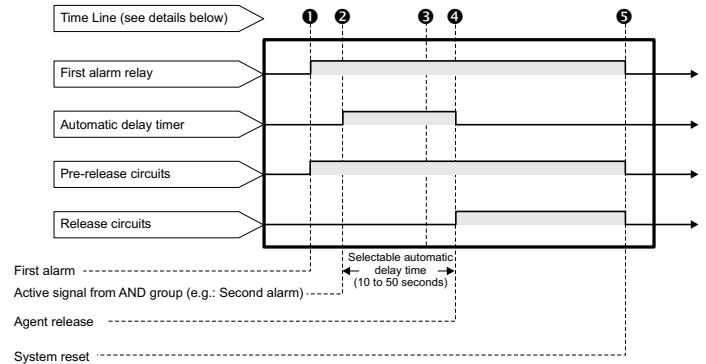 Time Line (see details below)
❶ ❷ ❸ ❹ ❺
First alarm relay
Automatic delay timer
Pre-release circuits
Release circuits
Selectable automatic
delay time
(10 to 50 seconds)
First alarm
Active signal from AND group (e.g.: Second alarm)
Agent release
System reset